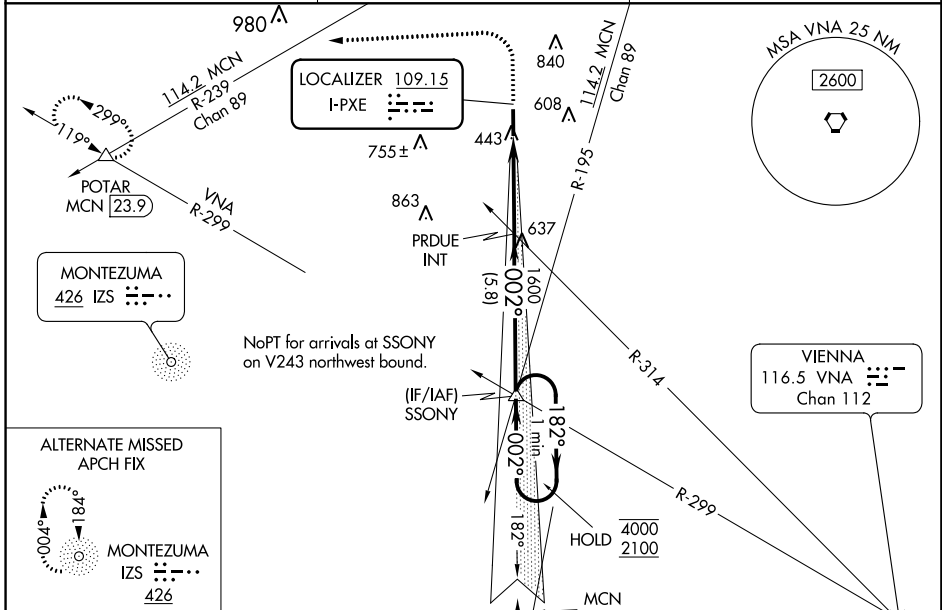 980
114.2 MCN
R-239
Chan 89
LOCALIZER 109.15
I-PXE
840
608
114.2 MCN
Chan 89
R-195
MSA VNA 25 NM
2600
299°
119°
POTAR
MCN 23.9
VNA
R-299
755±
443
863
637
PRDUE
INT
MONTEZUMA
426 IZS
NoPT for arrivals at SSONY
on V243 northwest bound.
002°
1600
(5.8)
R-314
(IF/IAF)
SSONY
VIENNA
116.5 VNA
Chan 112
182°
1 min
002°
R-299
182°
HOLD 4000
2100
ALTERNATE MISSED
APCH FIX
004°
184°
MONTEZUMA
IZS
426
MCN